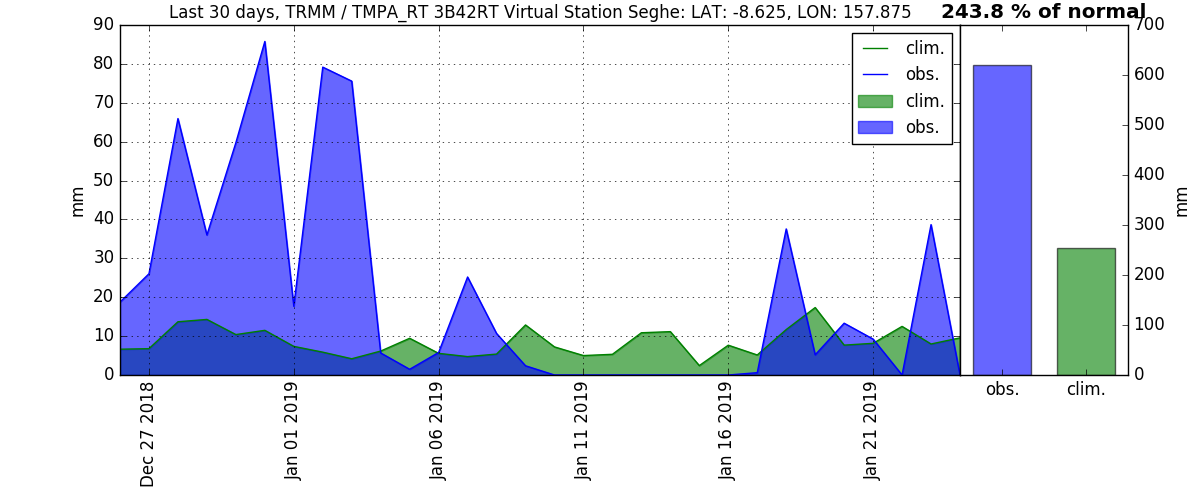 Last 30 days, TRMM / TMPA_RT 3B42RT Virtual Station Seghe: LAT: -8.625, LON: 157.875
243.8 % of normal
90
80
70
60
50
40
30
20
10
0
mm
clim.
obs.
clim.
obs.
Dec 27 2018
Jan 01 2019
Jan 06 2019
Jan 11 2019
Jan 16 2019
Jan 21 2019
700
600
500
400
300
200
100
0
mm
obs.
clim.